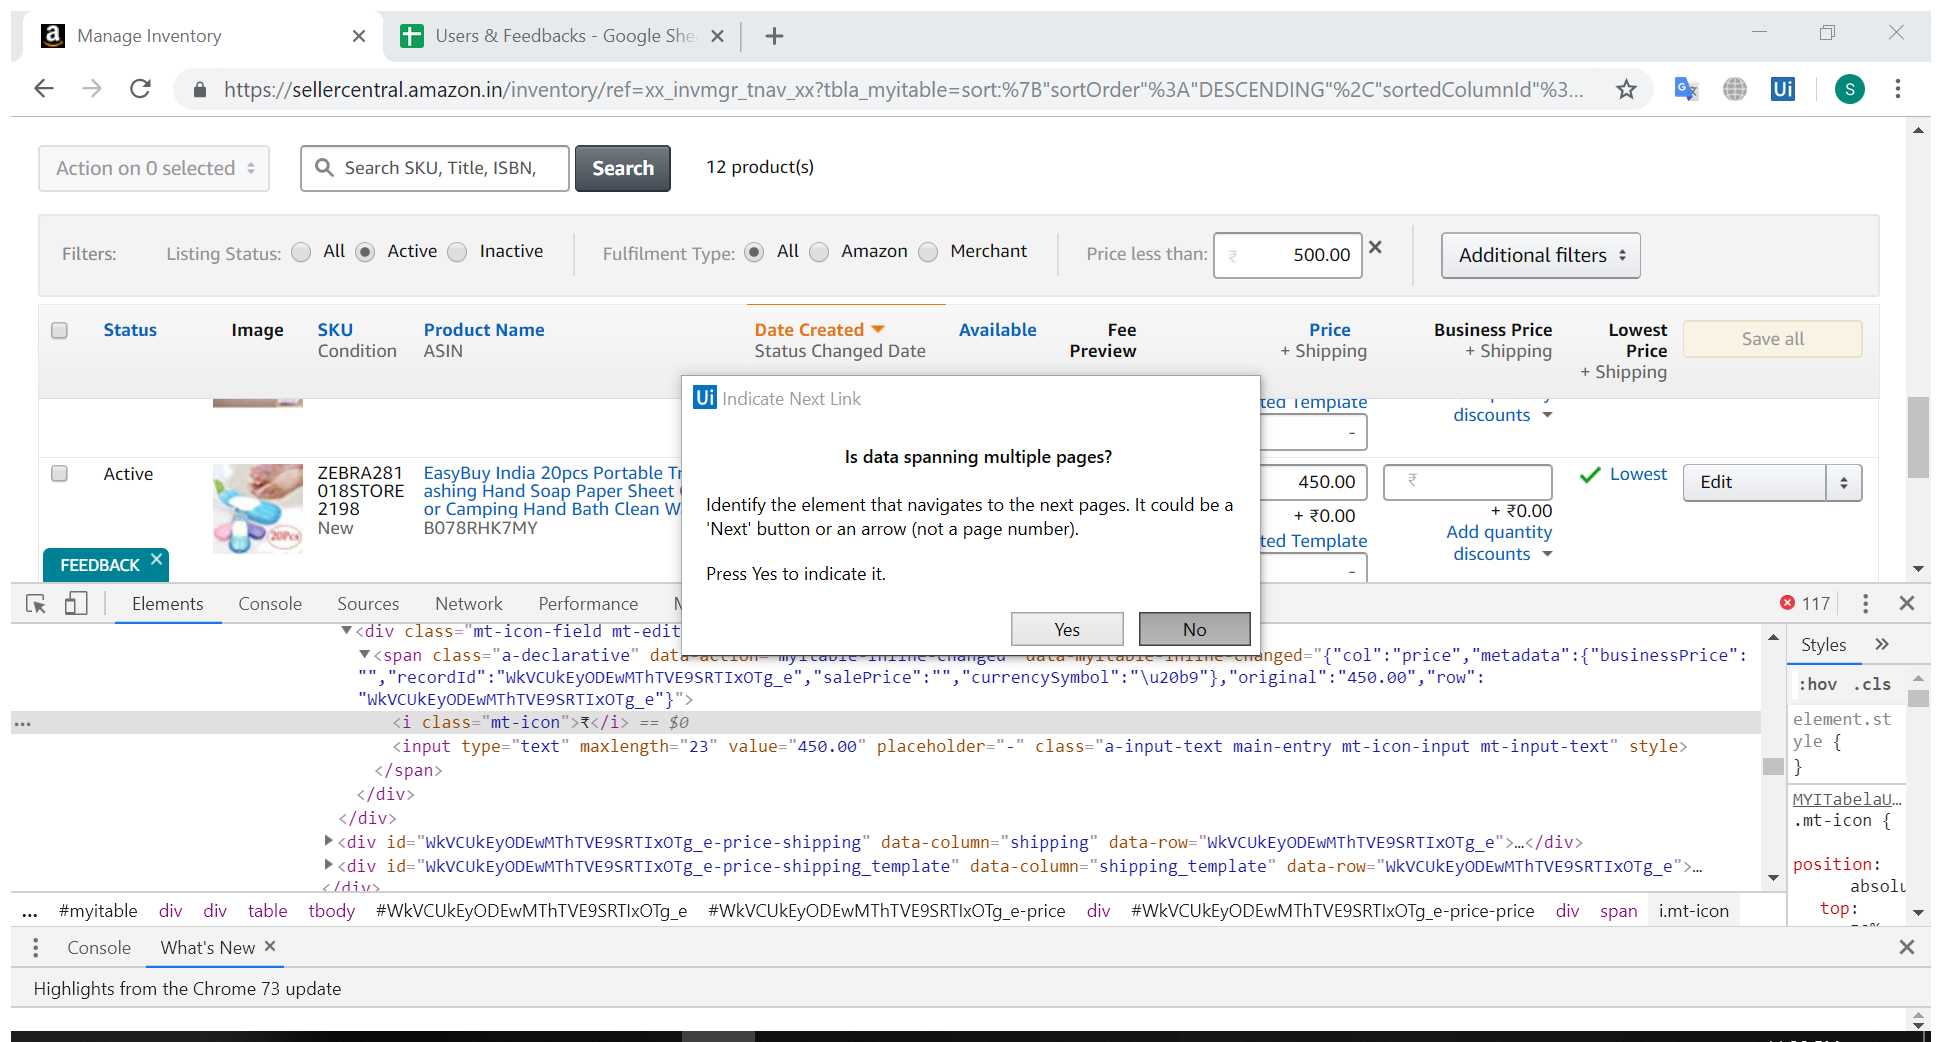 Manage Inventory
Users & Feedbacks - Google She
https://sellercentral.amazon.in/inventory/ref=xx_invmgr_tnav_xx?tbla_myitable=sort:%7B"sortOrder"%3A"DESCENDING"%2C"sortedColumnId"%3...
Ui
S
Action on 0 selected
Search SKU, Title, ISBN,
Search
12 product(s)
Filters:
Listing Status:
All
Active
Inactive
Fulfilment Type:
All
Amazon
Merchant
Price less than:
₹ 500.00
Additional filters
Status
Image
SKU
Condition
Product Name
ASIN
Date Created
Status Changed Date
Available
Fee
Preview
Price
+ Shipping
Business Price
+ Shipping
Lowest
Price
+ Shipping
Save all
ted Template
-
discounts
Active
20Pcs
ZEBRA281
018STORE
2198
New
EasyBuy India 20pcs Portable Tr
ashing Hand Soap Paper Sheet
or Camping Hand Bath Clean W
B078RHK7MY
450.00
+ ₹0.00
ted Template
-
₹
+ ₹0.00
Add quantity
discounts
Lowest
Edit
Ui Indicate Next Link
Is data spanning multiple pages?
Identify the element that navigates to the next pages. It could be a
'Next' button or an arrow (not a page number).
Press Yes to indicate it.
Yes
No
FEEDBACK
Elements
Console
Sources
Network
Performance
117
<div class="mt-icon-field mt-edit
<span class="a-declarative" data-action="myitable-inline-changed" data-myitable-inline-changed="{"col":"price","metadata":{"businessPrice":
"","recordId":"WkVCUkEyODEwMThTVE9SRTIxOTg_e","salePrice":"","currencySymbol":"\u20b9"},"original":"450.00","row":
"WkVCUkEyODEwMThTVE9SRTIxOTg_e"}">
... <i class="mt-icon">₹</i> == $0
<input type="text" maxlength="23" value="450.00" placeholder="-" class="a-input-text main-entry mt-icon-input mt-input-text" style>
</span>
</div>
</div>
<div id="WkVCUkEyODEwMThTVE9SRTIxOTg_e-price-shipping" data-column="shipping" data-row="WkVCUkEyODEwMThTVE9SRTIxOTg_e">…</div>
<div id="WkVCUkEyODEwMThTVE9SRTIxOTg_e-price-shipping_template" data-column="shipping_template" data-row="WkVCUkEyODEwMThTVE9SRTIxOTg_e">…
</div>
Styles
:hov .cls
element.st
yle {
}
MYITabelaU…
.mt-icon {
position:
absolu
top:
... #myitable div div table tbody #WkVCUkEyODEwMThTVE9SRTIxOTg_e #WkVCUkEyODEwMThTVE9SRTIxOTg_e-price div #WkVCUkEyODEwMThTVE9SRTIxOTg_e-price-price div span i.mt-icon
Console
What's New
Highlights from the Chrome 73 update